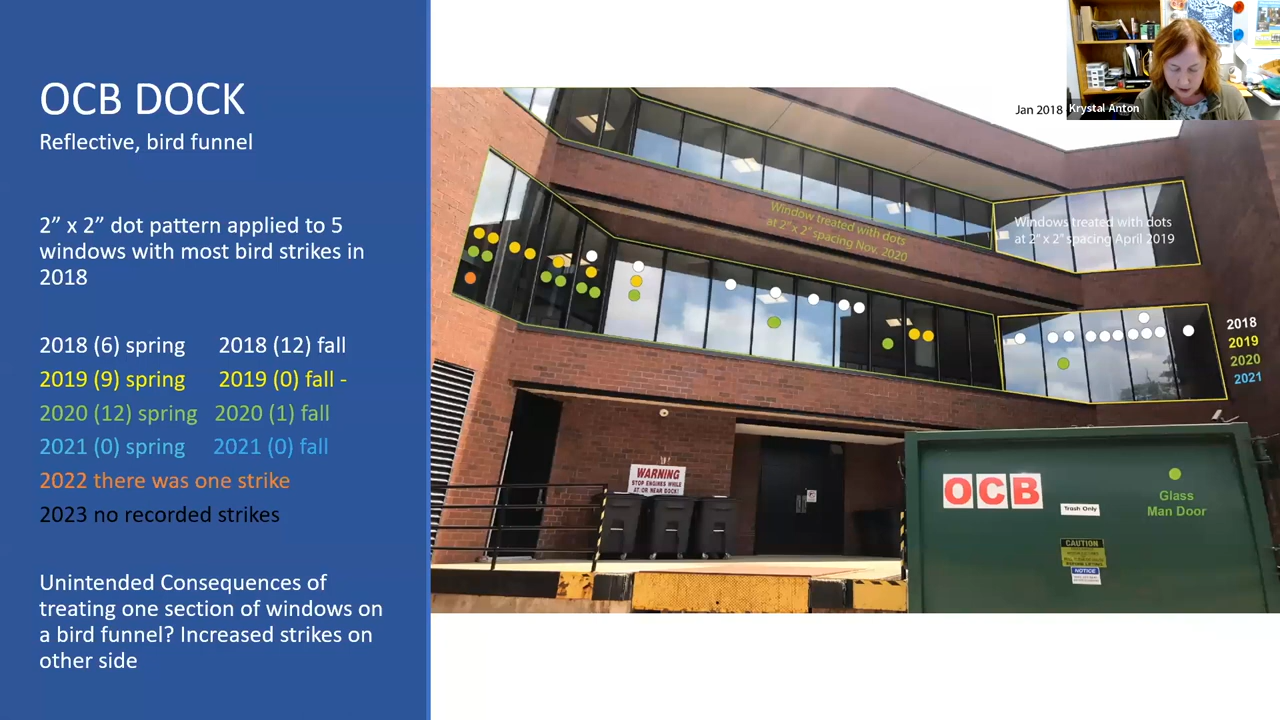 OCB DOCK
Reflective, bird funnel
2” x 2” dot pattern applied to 5
windows with most bird strikes in
2018
2018 (6) spring 2018 (12) fall
2019 (9) spring 2019 (0) fall -
2020 (12) spring 2020 (1) fall
2021 (0) spring 2021 (0) fall
2022 there was one strike
2023 no recorded strikes
Unintended Consequences of
treating one section of windows on
a bird funnel? Increased strikes on
other side
Jan 2018
Krystal Anton
Window treated with dots
at 2" x 2" spacing Nov. 2020
Windows treated with dots
at 2" x 2" spacing April 2019
2018
2019
2020
2021
WARNING
STOP ENGINES WHILE
AT OR NEAR DOCK!
OCB
Trash Only
Glass
Man Door
CAUTION
NOTICE